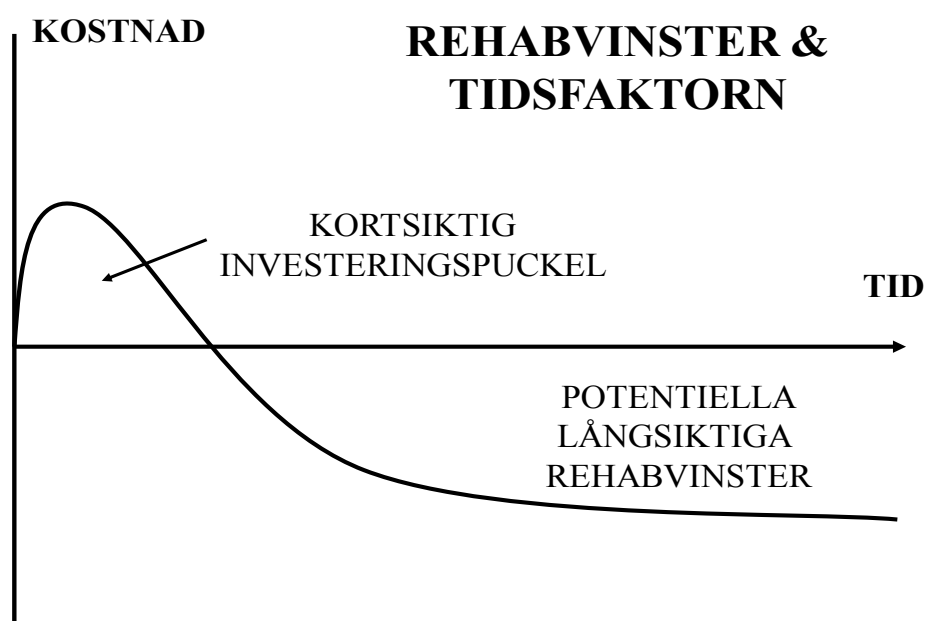 KOSTNAD
REHABVINSTER &
TIDSFAKTORN
KORTSIKTIG
INVESTERINGSPUCKEL
TID
POTENTIELLA
LÅNGSIKTIGA
REHABVINSTER